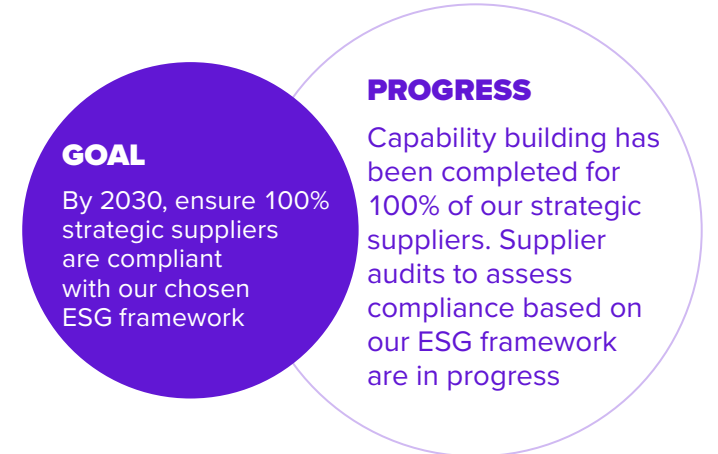 GOAL
By 2030, ensure 100%
strategic suppliers
are compliant
with our chosen
ESG framework
PROGRESS
Capability building has
been completed for
100% of our strategic
suppliers. Supplier
audits to assess
compliance based on
our ESG framework
are in progress